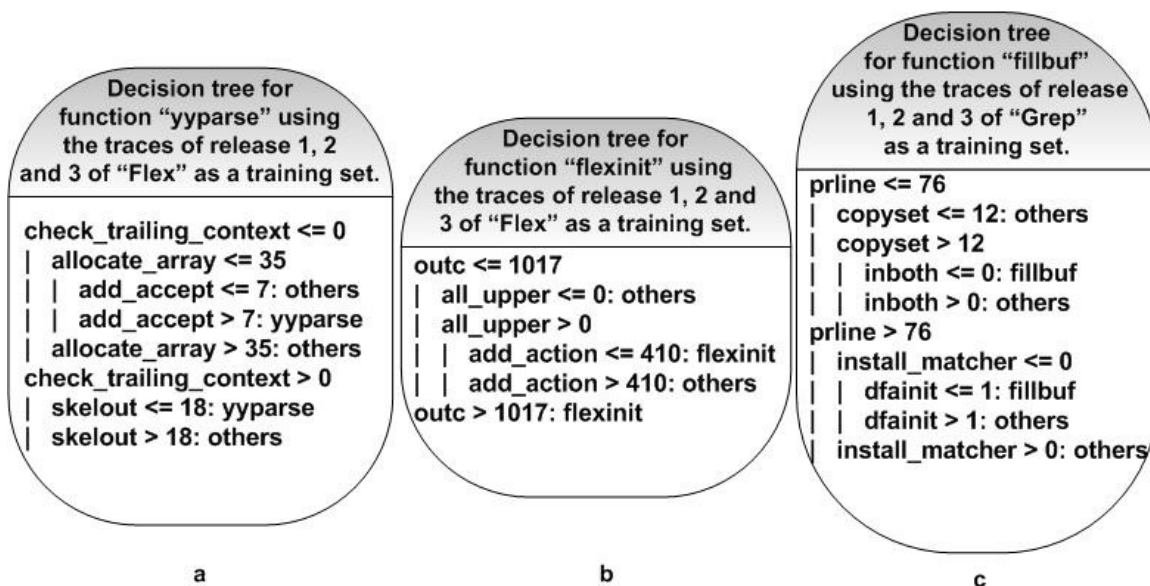 Decision tree for
function “yyparse” using
the traces of release 1, 2
and 3 of “Flex” as a training set.
check_trailing_context <= 0
| allocate_array <= 35
| | add_accept <= 7: others
| | add_accept > 7: yyparse
| allocate_array > 35: others
check_trailing_context > 0
| skelout <= 18: yyparse
| skelout > 18: others
a
Decision tree for
function “flexinit” using
the traces of release 1, 2 and
3 of “Flex” as a training set.
outc <= 1017
| all_upper <= 0: others
| all_upper > 0
| | add_action <= 410: flexinit
| | add_action > 410: others
outc > 1017: flexinit
b
Decision tree
for function “fillbuf”
using the traces of release
1, 2 and 3 of “Grep”
as a training set.
prline <= 76
| copyset <= 12: others
| copyset > 12
| | inboth <= 0: fillbuf
| | inboth > 0: others
prline > 76
| install_matcher <= 0
| | dfainit <= 1: fillbuf
| | dfainit > 1: others
| install_matcher > 0: others
c